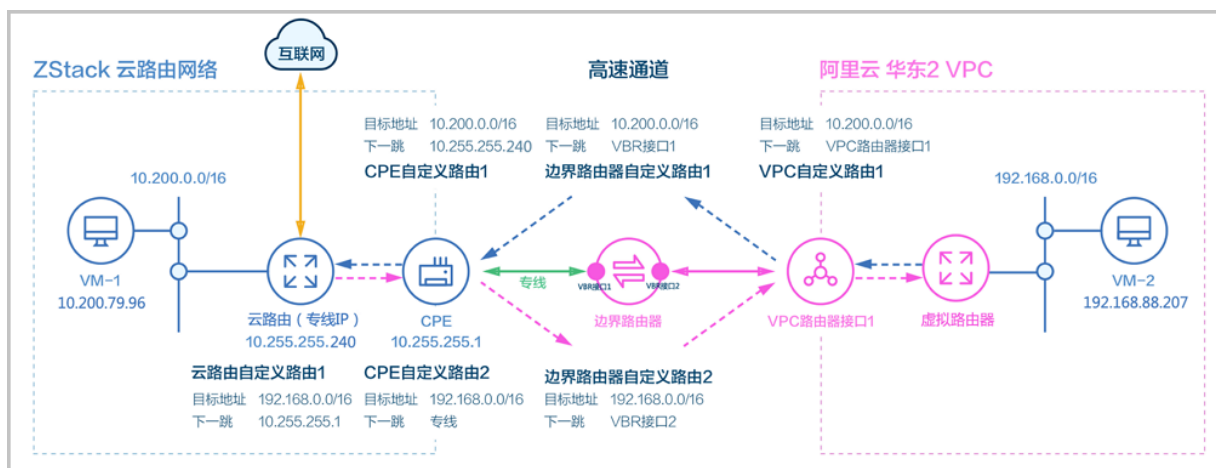 互联网
ZStack 云路由网络
高速通道
阿里云 华东2 VPC
目标地址 10.200.0.0/16
下一跳 10.255.255.240
CPE自定义路由1
目标地址 10.200.0.0/16
下一跳 VBR接口1
边界路由器自定义路由1
目标地址 10.200.0.0/16
下一跳 VPC路由器接口1
VPC自定义路由1
10.200.0.0/16
192.168.0.0/16
VM-1
10.200.79.96
云路由（专线IP）
10.255.255.240
CPE
10.255.255.1
专线
VBR接口1
VBR接口2
边界路由器
VPC路由器接口1
虚拟路由器
VM-2
192.168.88.207
云路由自定义路由1
目标地址 192.168.0.0/16
下一跳 10.255.255.1
CPE自定义路由2
目标地址 192.168.0.0/16
下一跳 专线
边界路由器自定义路由2
目标地址 192.168.0.0/16
下一跳 VBR接口2